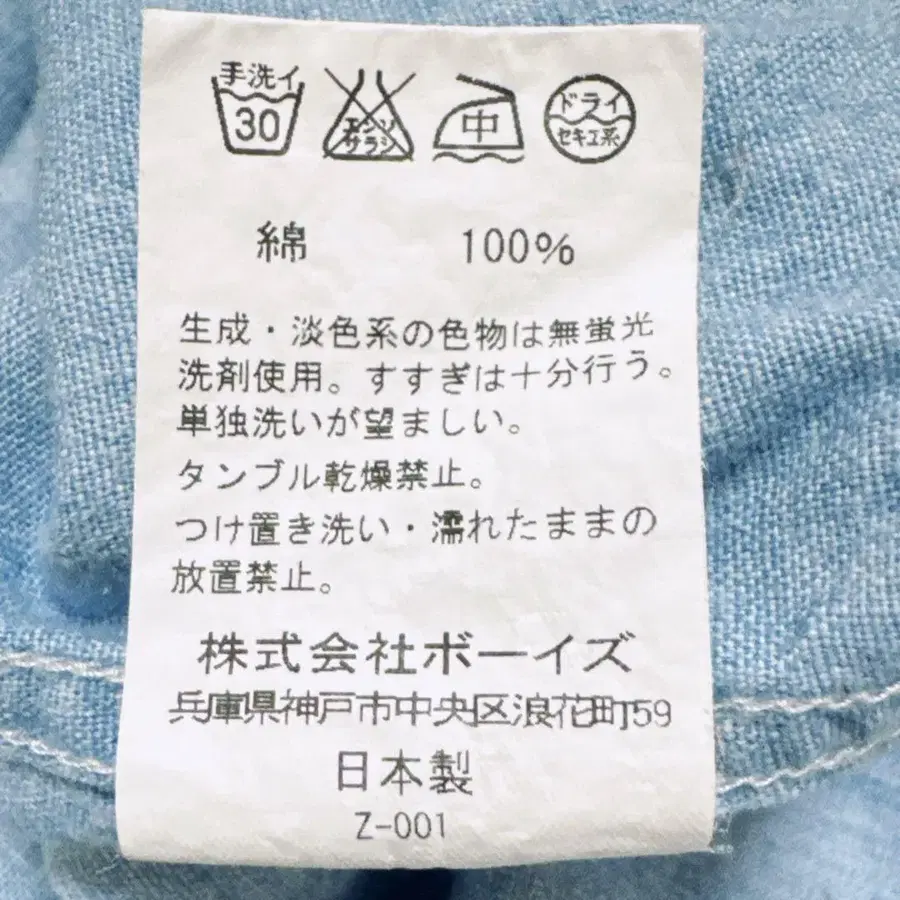 手洗イ
30
エンソ
サラシ
中
ドライ
セキユ系
綿 100%
生成・淡色系の色物は無蛍光
洗剤使用。すすぎは十分行う。
単独洗いが望ましい。
タンブル乾燥禁止。
つけ置き洗い・濡れたままの
放置禁止。
株式会社ボーイズ
兵庫県神戸市中央区浪花町59
日本製
Z-001